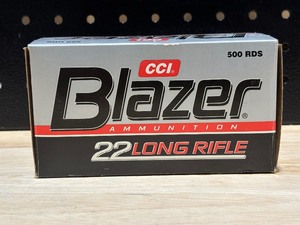 500 RDS
CCI.
Blazer®
AMMUNITION
22 LONG RIFLE